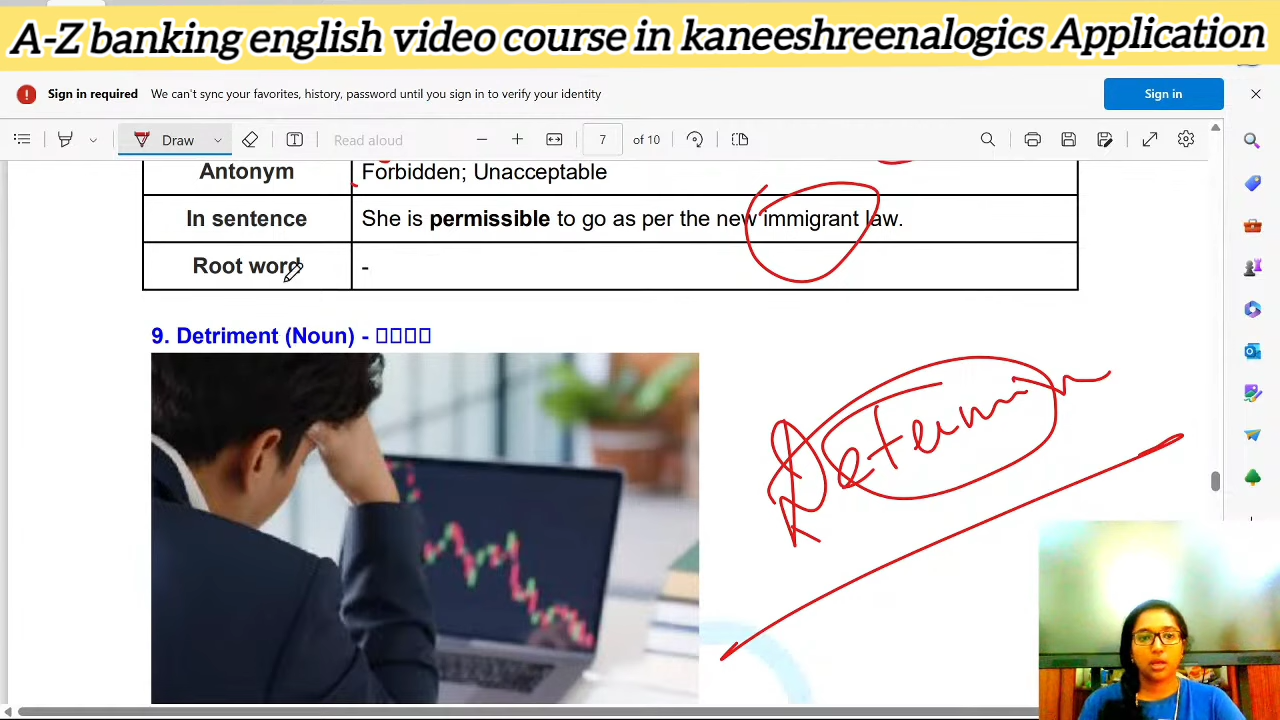 A-Z banking english video course in kaneeshreenalogics Application
Sign in required We can't sync your favorites, history, password until you sign in to verify your identity Sign in
Draw Read aloud 7 of 10
Antonym Forbidden; Unacceptable
In sentence She is permissible to go as per the new immigrant law.
Root word -
9. Detriment (Noun) - □□□□